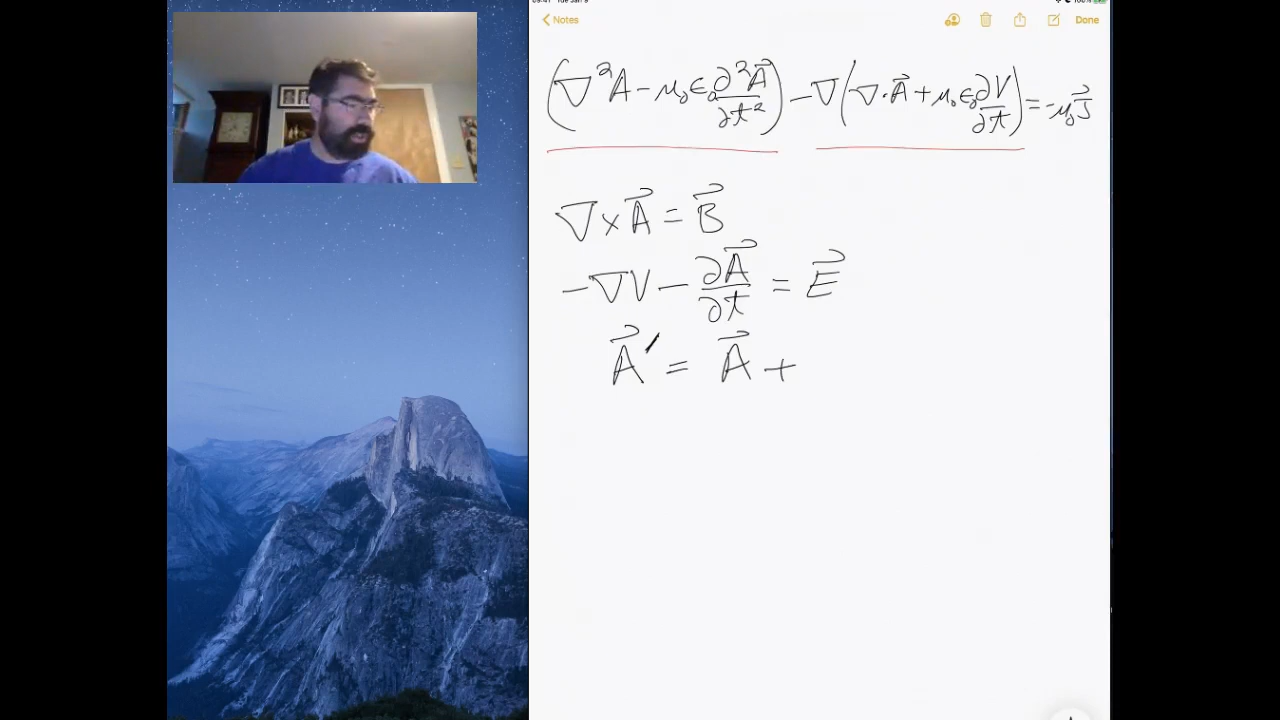 Notes
Done
(∇²A - μ₀ε₀ ∂²A⃗/∂t²) - ∇(∇·A⃗ + μ₀ε₀ ∂V/∂t) = -μ₀J⃗
∇×A⃗ = B⃗
-∇V - ∂A⃗/∂t = E⃗
A⃗' = A⃗ +